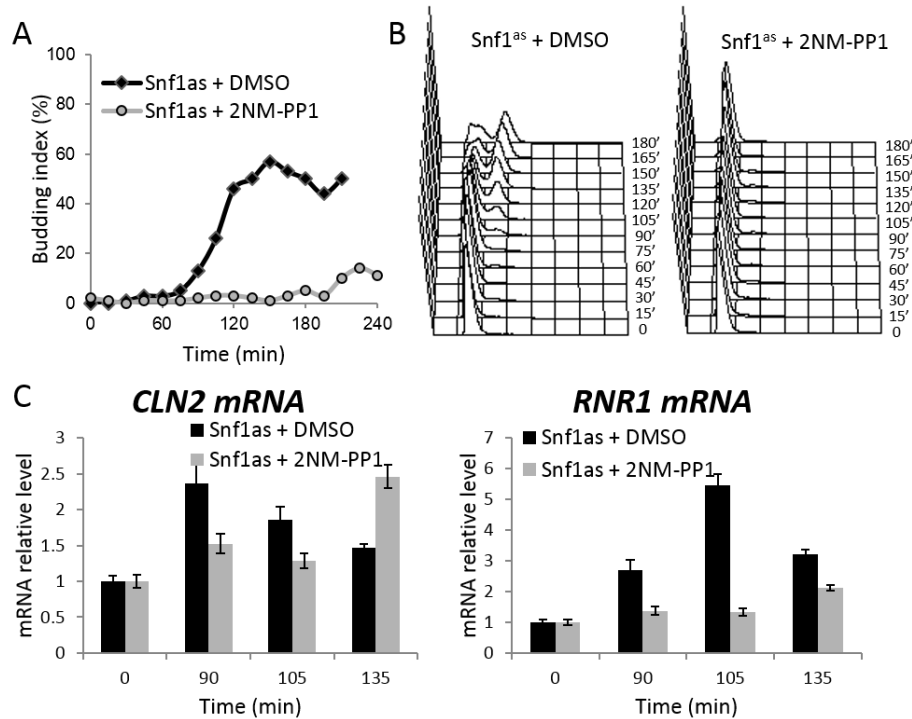 A
100
80
60
40
20
0
Budding index (%)
Snf1as + DMSO
Snf1as + 2NM-PP1
0 60 120 180 240
Time (min)
B
Snf1as + DMSO
180′
165′
150′
135′
120′
105′
90′
75′
60′
45′
30′
15′
0
Snf1as + 2NM-PP1
180′
165′
150′
135′
120′
105′
90′
75′
60′
45′
30′
15′
0
C
CLN2 mRNA
Snf1as + DMSO
Snf1as + 2NM-PP1
3
2.5
2
1.5
1
0.5
0
mRNA relative level
0 90 105 135
Time (min)
RNR1 mRNA
Snf1as + DMSO
Snf1as + 2NM-PP1
7
6
5
4
3
2
1
0
mRNA relative level
0 90 105 135
Time (min)